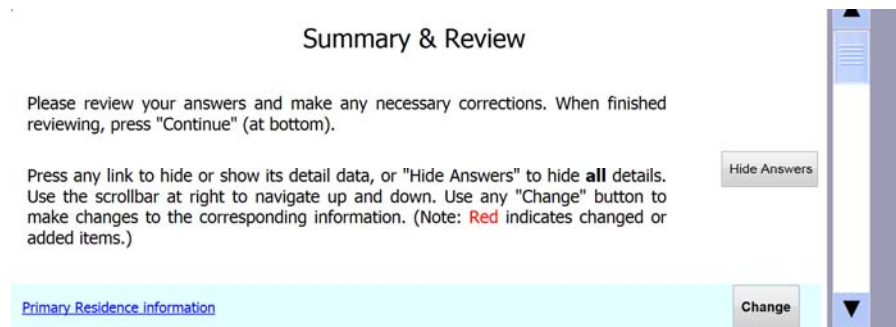 Summary & Review
Please review your answers and make any necessary corrections. When finished
reviewing, press "Continue" (at bottom).
Press any link to hide or show its detail data, or "Hide Answers" to hide all details.
Use the scrollbar at right to navigate up and down. Use any "Change" button to
make changes to the corresponding information. (Note: Red indicates changed or
added items.)
Hide Answers
Primary Residence information
Change